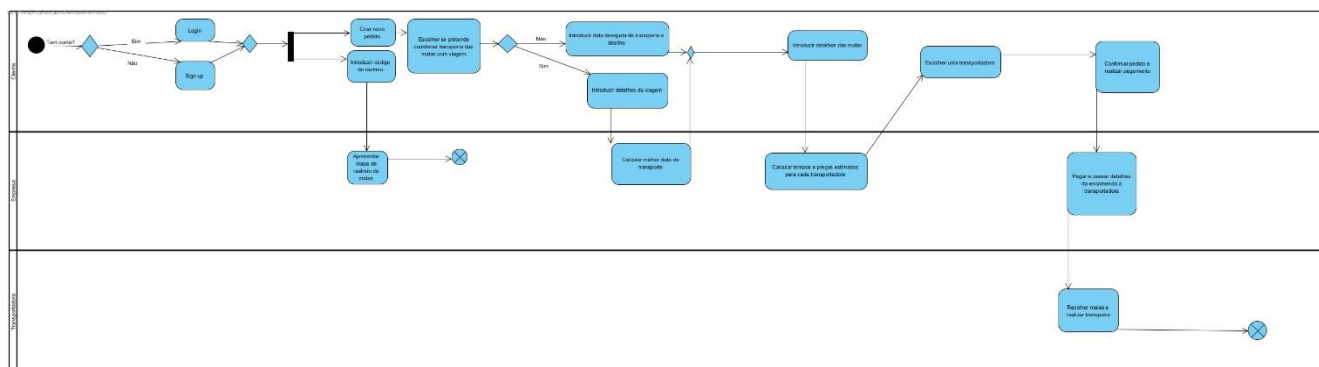 Tem conta?
Sim
Não
Login
Sign up
Criar novo
pedido
Introduzir código
de rastreio
Escolher se pretende
coordenar transporte das
malas com viagem
Não
Sim
Introduzir data desejada de transporte e
destino
Introduzir detalhes da viagem
Introduzir detalhes das malas
Escolher uma transportadora
Confirmar pedido e
realizar pagamento
Cliente
Apresentar
mapa de
rastreio de
malas
Calcular melhor data de
transporte
Calcular tempos e preços estimados
para cada transportadora
Pagar e passar detalhes
da encomenda à
transportadora
Empresa
Recolher malas e
realizar transporte
Transportadora